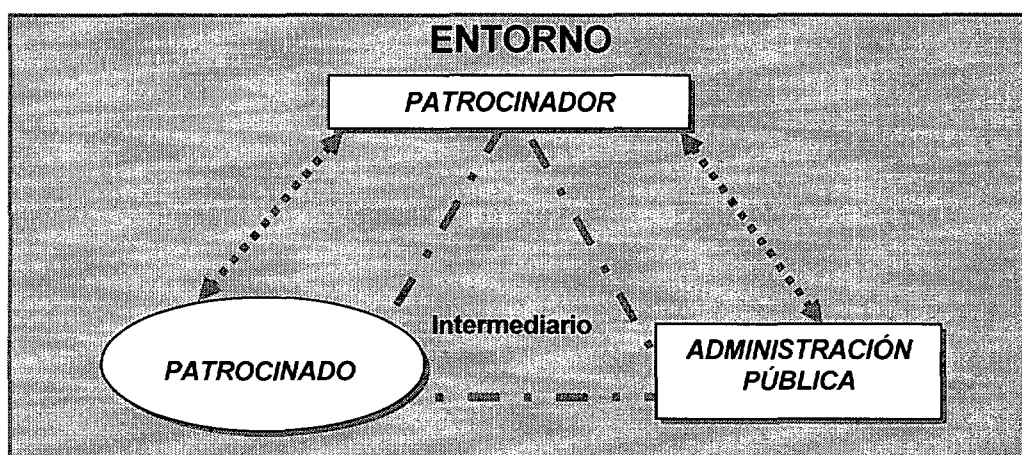 ENTORNO
PATROCINADOR
Intermediario
PATROCINADO
ADMINISTRACIÓN
PÚBLICA